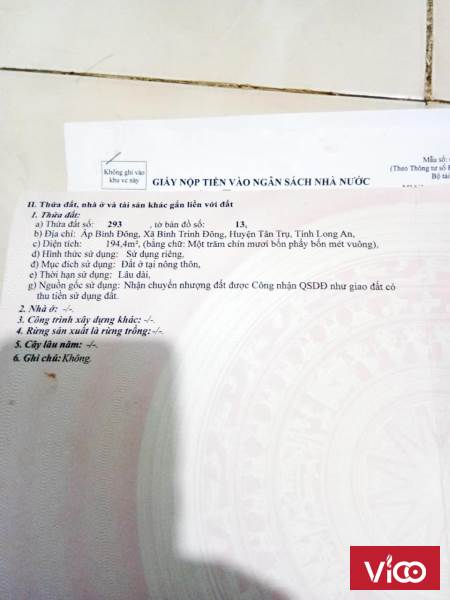 Mẫu số:
Không ghi vào
khu vực này
(Theo Thông tư số
Bộ tài
GIẤY NỘP TIỀN VÀO NGÂN SÁCH NHÀ NƯỚC
II. Thửa đất, nhà ở và tài sản khác gắn liền với đất
1. Thửa đất:
a) Thửa đất số: 293 , tờ bản đồ số: 13,
b) Địa chỉ: Ấp Bình Đông, Xã Bình Trinh Đông, Huyện Tân Trụ, Tỉnh Long An,
c) Diện tích: 194,4m², (bằng chữ: Một trăm chín mươi bốn phẩy bốn mét vuông),
d) Hình thức sử dụng: Sử dụng riêng,
đ) Mục đích sử dụng: Đất ở tại nông thôn,
e) Thời hạn sử dụng: Lâu dài,
g) Nguồn gốc sử dụng: Nhận chuyển nhượng đất được Công nhận QSDĐ như giao đất có
thu tiền sử dụng đất.
2. Nhà ở: -/-.
3. Công trình xây dựng khác: -/-.
4. Rừng sản xuất là rừng trồng: -/-.
5. Cây lâu năm: -/-.
6. Ghi chú: Không.
Vico